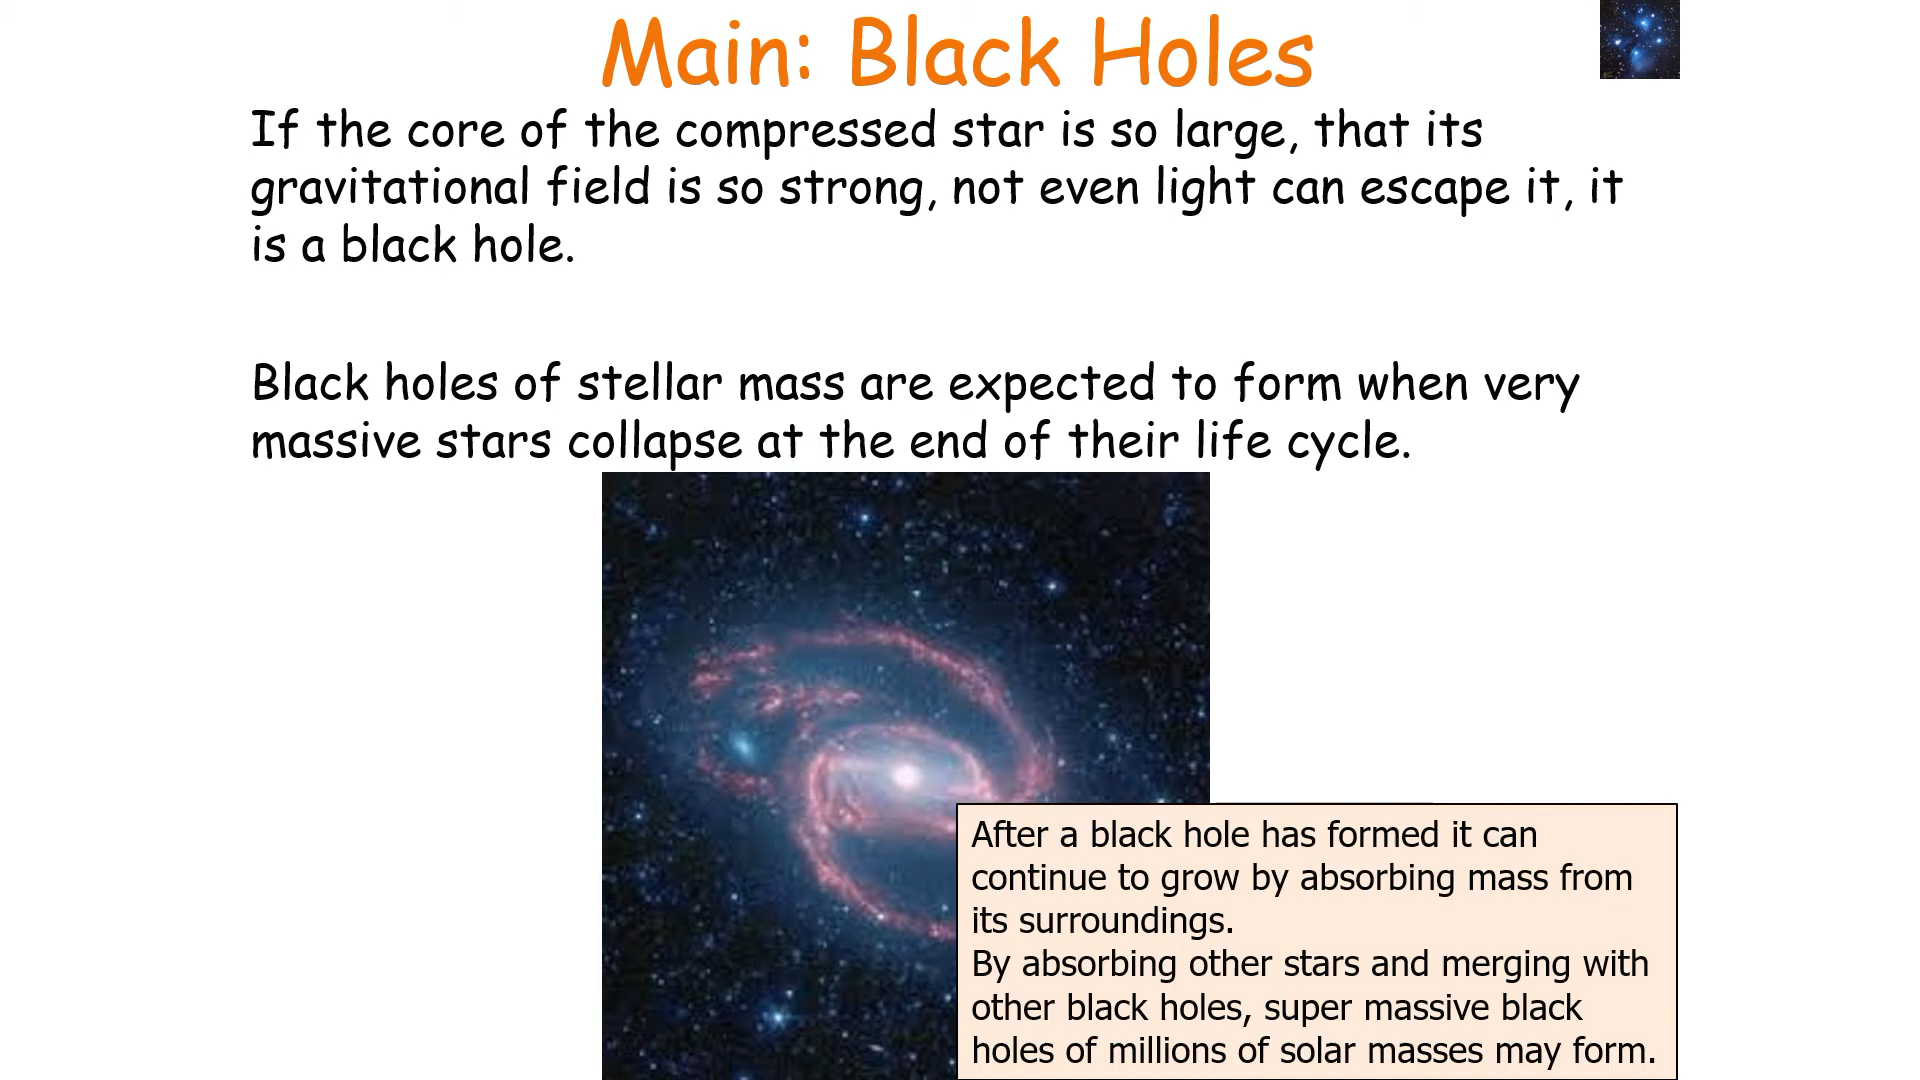 Main: Black Holes
If the core of the compressed star is so large, that its
gravitational field is so strong, not even light can escape it, it
is a black hole.
Black holes of stellar mass are expected to form when very
massive stars collapse at the end of their life cycle.
After a black hole has formed it can
continue to grow by absorbing mass from
its surroundings.
By absorbing other stars and merging with
other black holes, super massive black
holes of millions of solar masses may form.